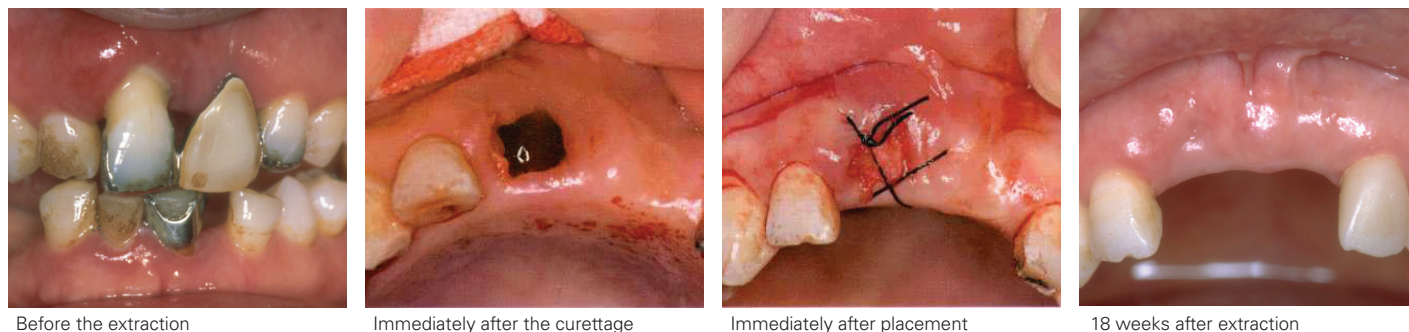 Before the extraction
Immediately after the curettage
Immediately after placement
18 weeks after extraction